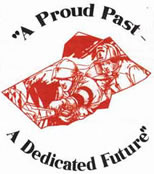 "A Proud Past -
A Dedicated Future"